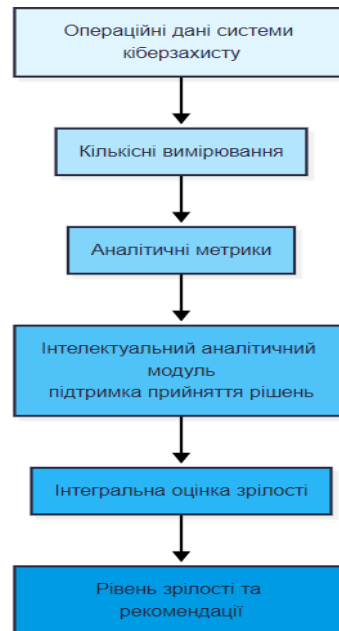 Операційні дані системи
кіберзахисту
Кількісні вимірювання
Аналітичні метрики
Інтелектуальний аналітичний
модуль
підтримка прийняття рішень
Інтегральна оцінка зрілості
Рівень зрілості та
рекомендації